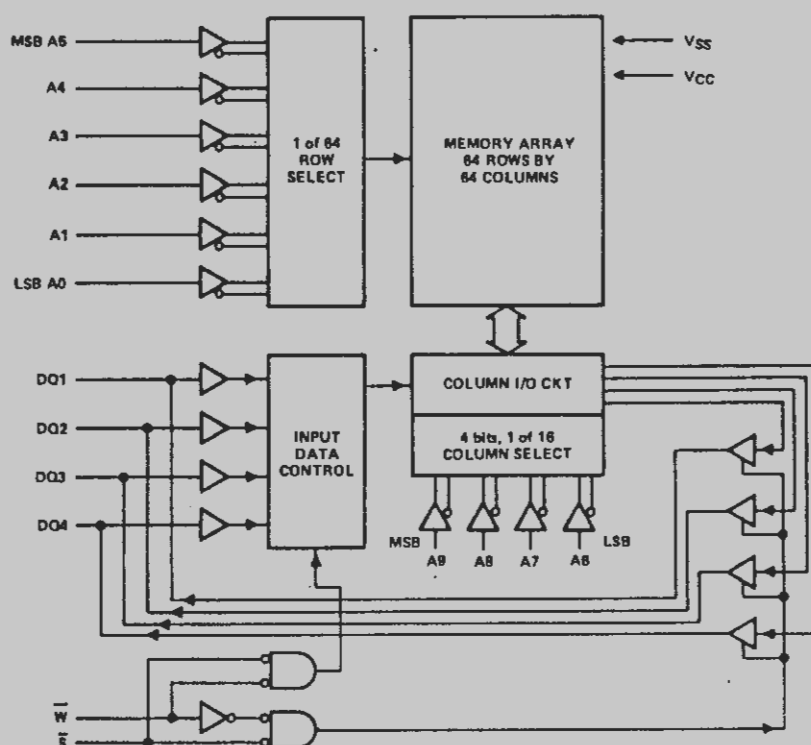 MSB A5
A4
A3
A2
A1
LSB A0
1 of 64
ROW
SELECT
MEMORY ARRAY
64 ROWS BY
64 COLUMNS
VSS
VCC
DQ1
DQ2
DQ3
DQ4
INPUT
DATA
CONTROL
COLUMN I/O CKT
4 bits, 1 of 16
COLUMN SELECT
MSB
A9
A8
A7
A6
LSB
W̅
S̅